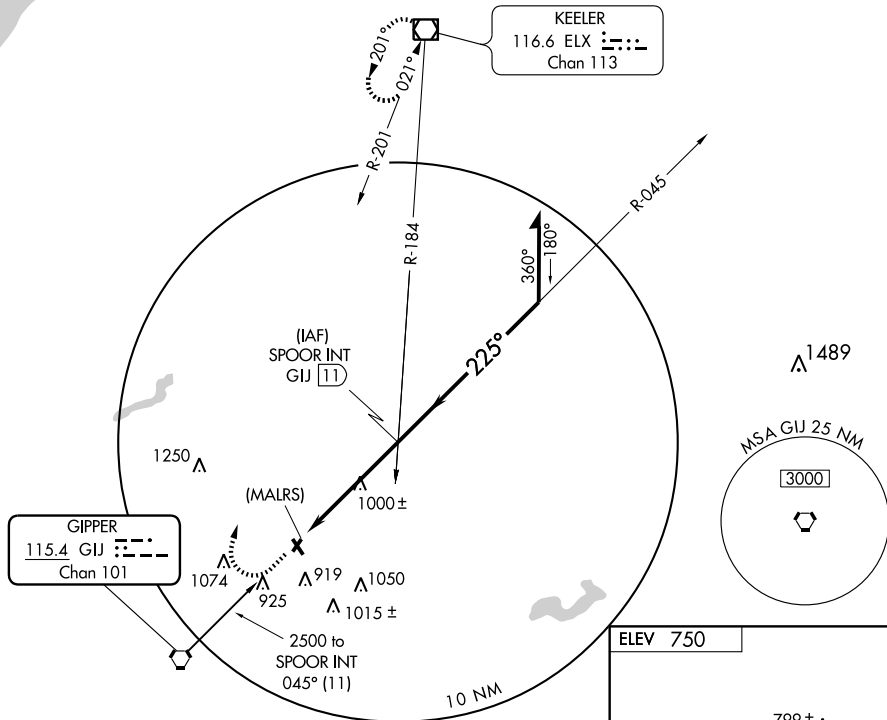 KEELER
116.6 ELX
Chan 113
201°
021°
R-201
R-184
R-045
360°
180°
225°
(IAF)
SPOOR INT
GIJ 11
1489
MSA GIJ 25 NM
3000
1250
(MALRS)
1000 ±
GIPPER
115.4 GIJ
Chan 101
1074
925
919
1050
1015 ±
2500 to
SPOOR INT
045° (11)
10 NM
ELEV 750